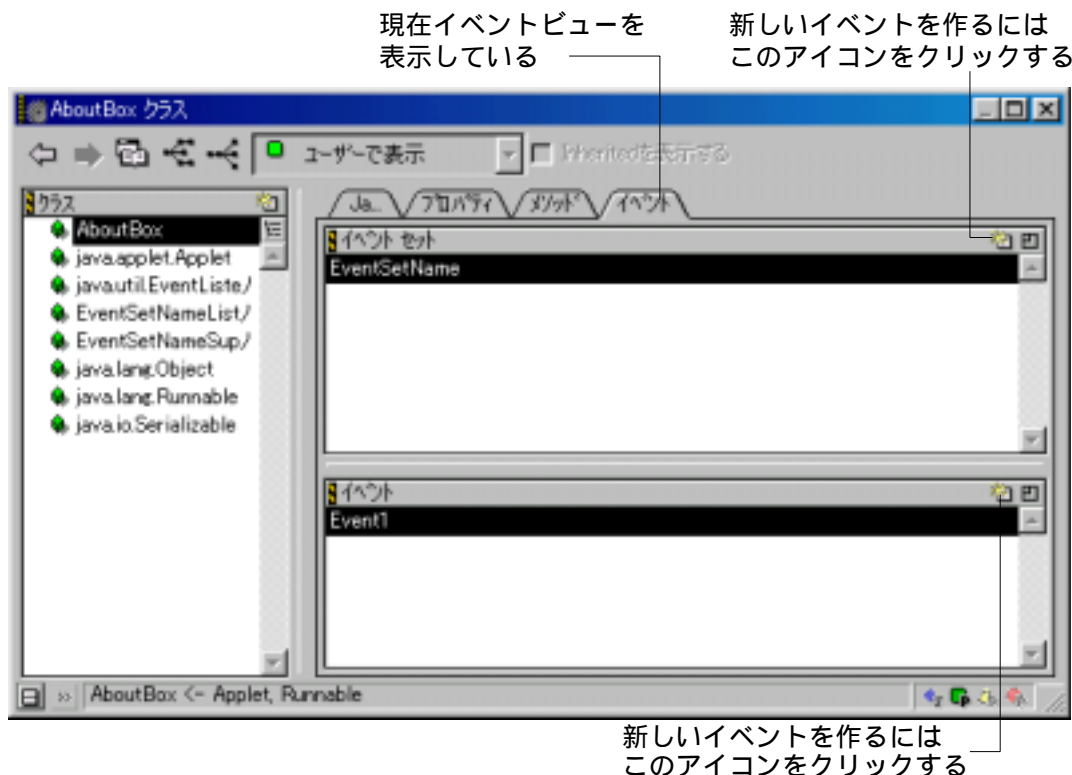 現在イベントビューを
表示している
新しいイベントを作るには
このアイコンをクリックする
AboutBox クラス
ユーザーで表示
Inheritedを表示する
クラス
AboutBox
java.applet.Applet
java.util.EventListe/
EventSetNameList/
EventSetNameSup/
java.lang.Object
java.lang.Runnable
java.io.Serializable
Ja...
プロパティ
メソッド
イベント
イベント セット
EventSetName
イベント
Event1
AboutBox <- Applet, Runnable
新しいイベントを作るには
このアイコンをクリックする